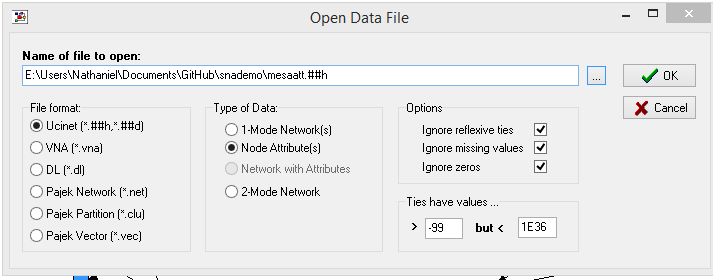 Open Data File
Name of file to open:
E:\Users\Nathaniel\Documents\GitHub\snademo\mesaatt.##h
...
OK
Cancel
File format:
Ucinet (*.##h,*.##d)
VNA (*.vna)
DL (*.dl)
Pajek Network (*.net)
Pajek Partition (*.clu)
Pajek Vector (*.vec)
Type of Data:
1-Mode Network(s)
Node Attribute(s)
Network with Attributes
2-Mode Network
Options
Ignore reflexive ties
Ignore missing values
Ignore zeros
Ties have values ...
> -99 but < 1E36